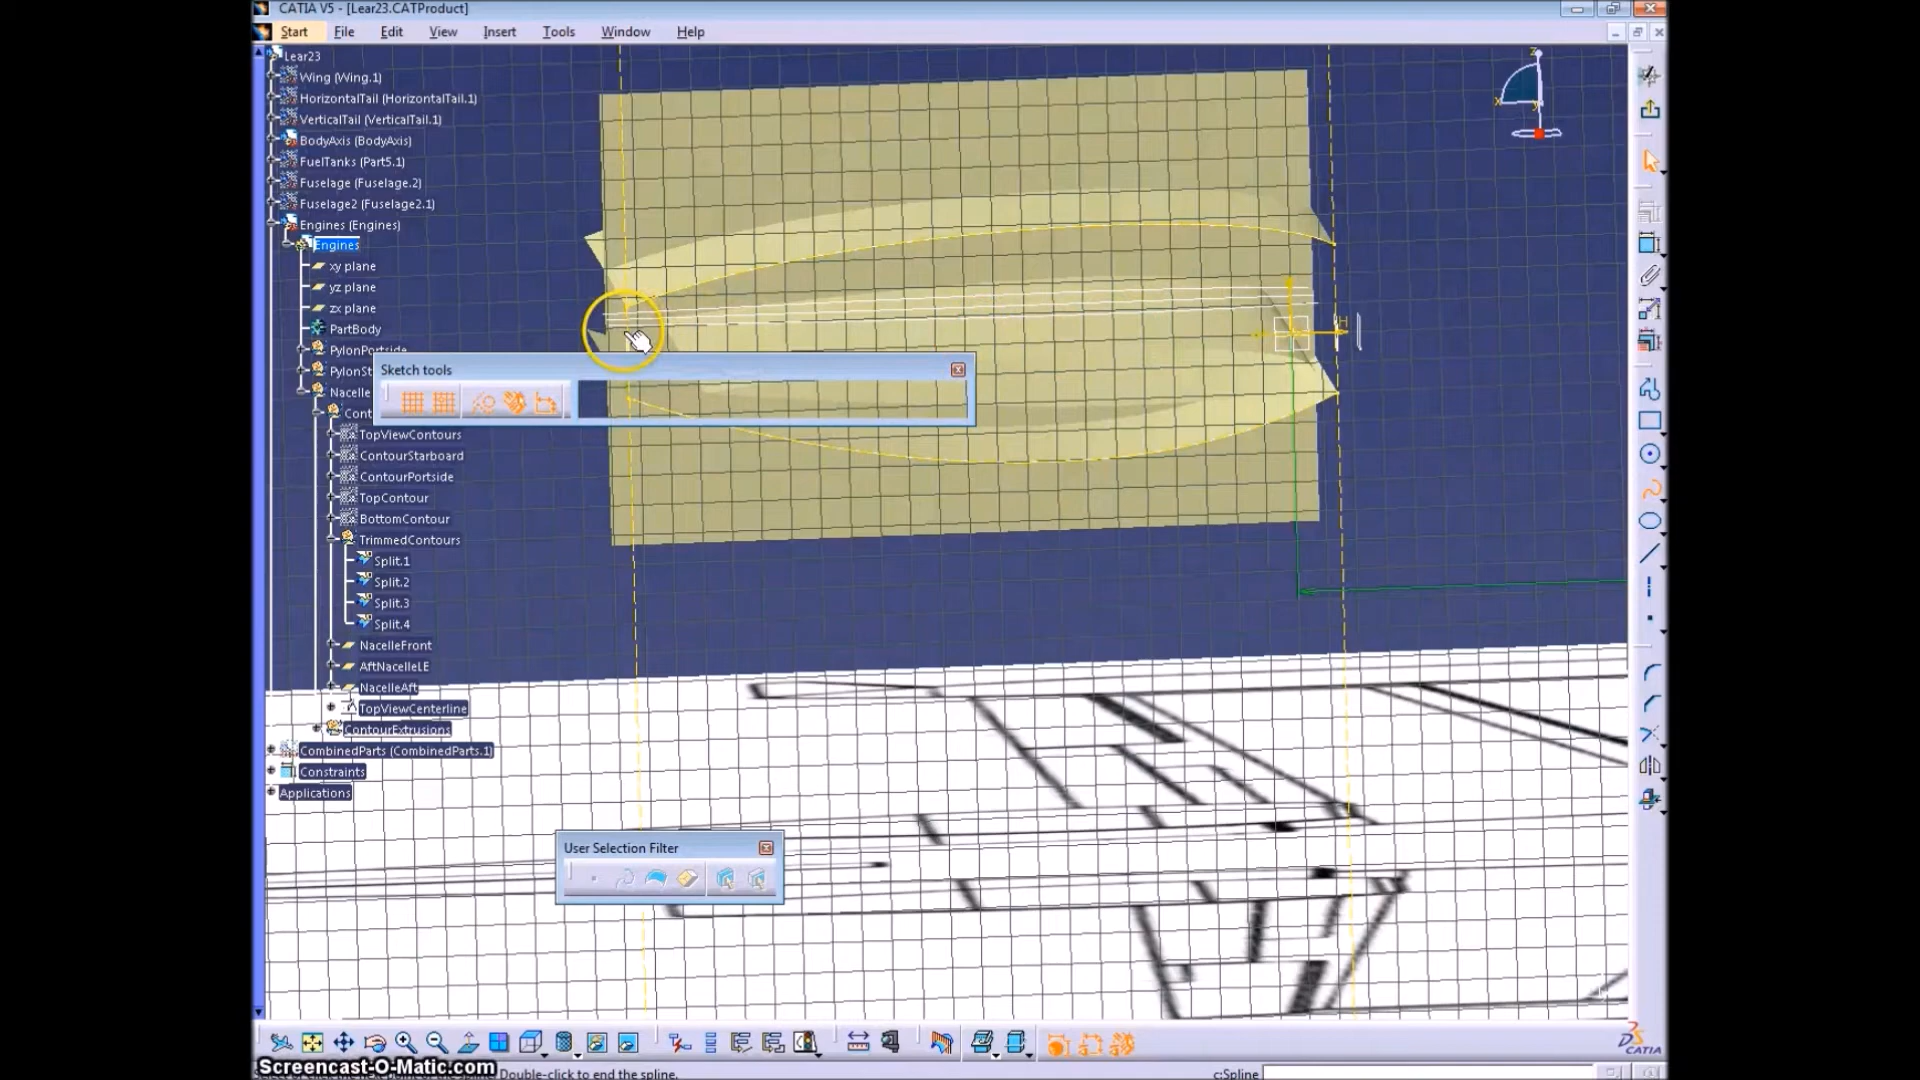 CATIA V5 - [Lear23.CATProduct]
Start File Edit View Insert Tools Window Help
Lear23
Wing (Wing.1)
HorizontalTail (HorizontalTail.1)
VerticalTail (VerticalTail.1)
BodyAxis (BodyAxis)
FuelTanks (Part5.1)
Fuselage (Fuselage.2)
Fuselage2 (Fuselage2.1)
Engines (Engines)
Engines
xy plane
yz plane
zx plane
PartBody
PylonPortside
PylonSt
Nacelle
Cont
TopViewContours
ContourStarboard
ContourPortside
TopContour
BottomContour
TrimmedContours
Split.1
Split.2
Split.3
Split.4
NacelleFront
AftNacelleLE
NacelleAft
TopViewCenterline
ContourExtrusions
CombinedParts (CombinedParts.1)
Constraints
Applications
Sketch tools
User Selection Filter
z
x
y
H
CATIA
Screencast-O-Matic.com
Double-click to end the spline.
c:Spline